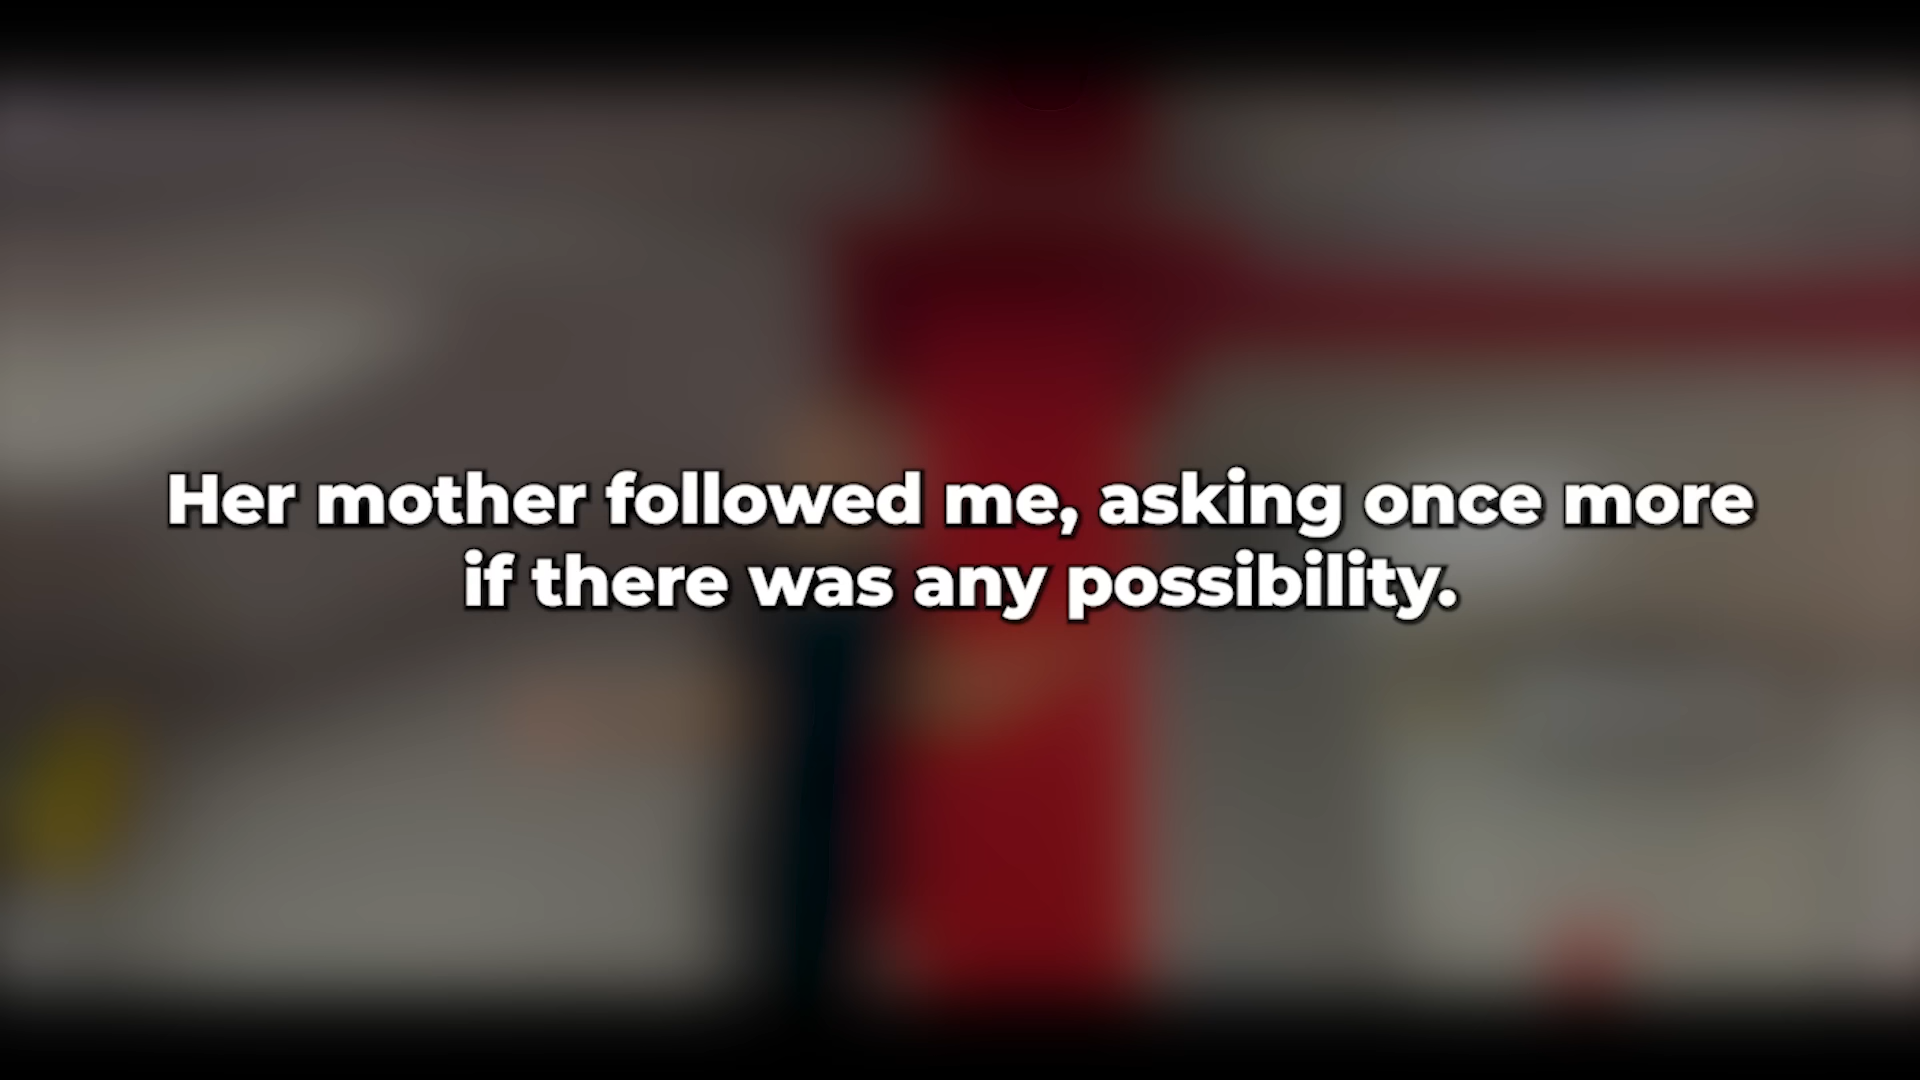 Her mother followed me, asking once more
if there was any possibility.